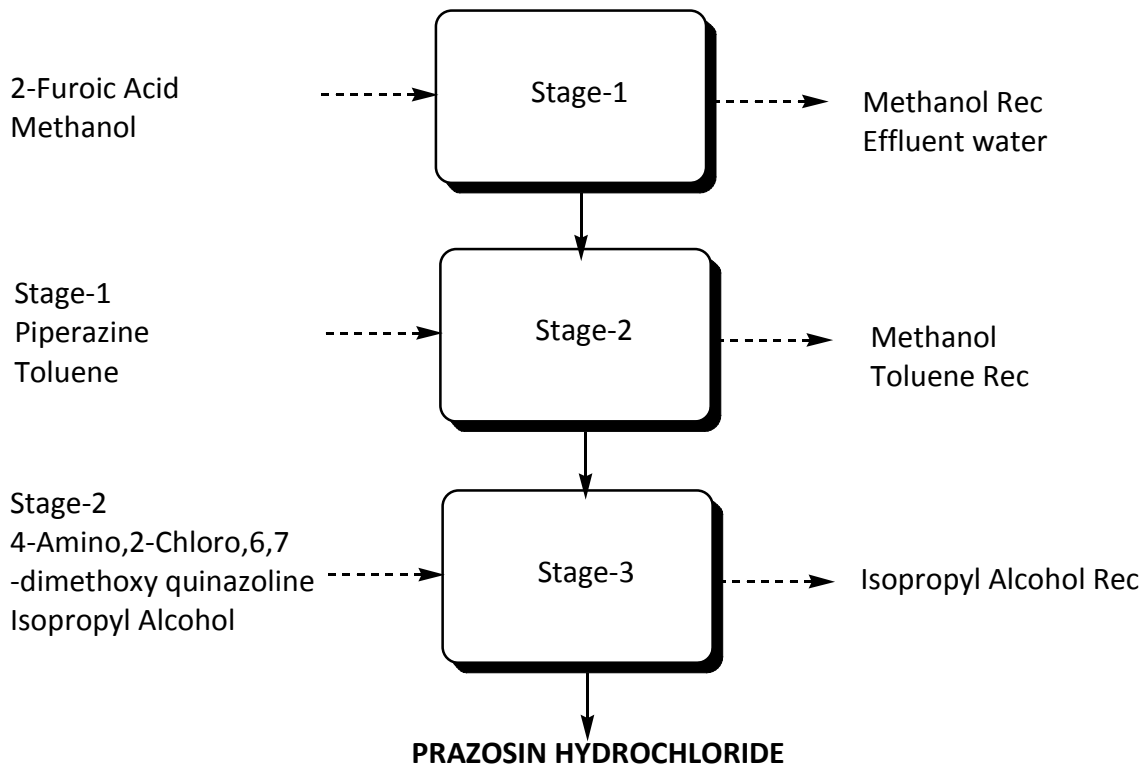 2-Furoic Acid
Methanol
Stage-1
Methanol Rec
Effluent water
Stage-1
Piperazine
Toluene
Stage-2
Methanol
Toluene Rec
Stage-2
4-Amino,2-Chloro,6,7
-dimethoxy quinazoline
Isopropyl Alcohol
Stage-3
Isopropyl Alcohol Rec
PRAZOSIN HYDROCHLORIDE